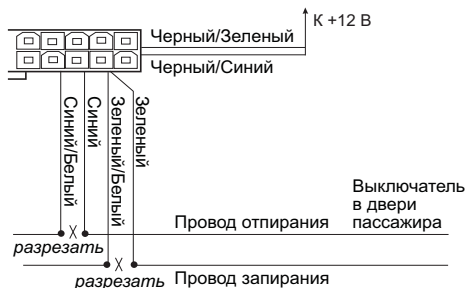 К +12 В
Черный/Зеленый
Черный/Синий
Синий/Белый
Синий
Зеленый/Белый
Зеленый
Выключатель
в двери
пассажира
Провод отпирания
разрезать
разрезать
Провод запирания